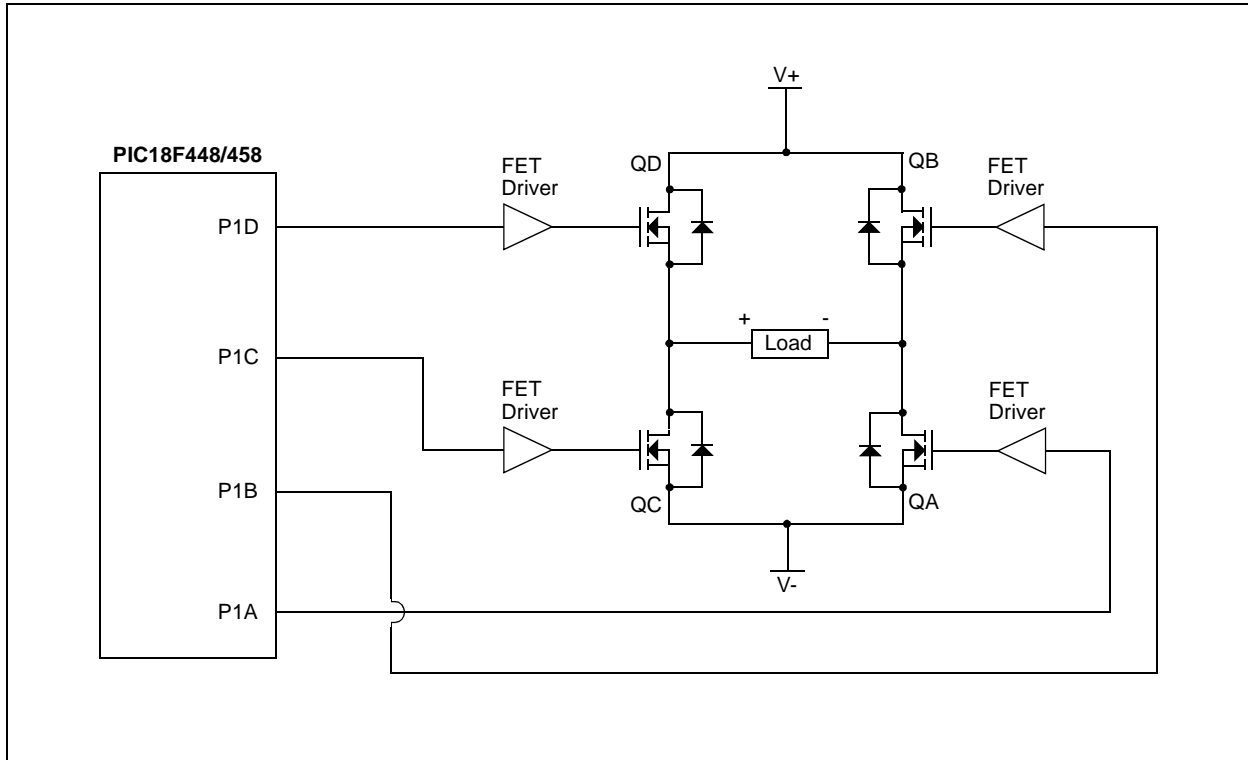 V+
PIC18F448/458
QD
QB
FET
Driver
FET
Driver
P1D
+
-
Load
P1C
FET
Driver
FET
Driver
P1B
QC
QA
V-
P1A